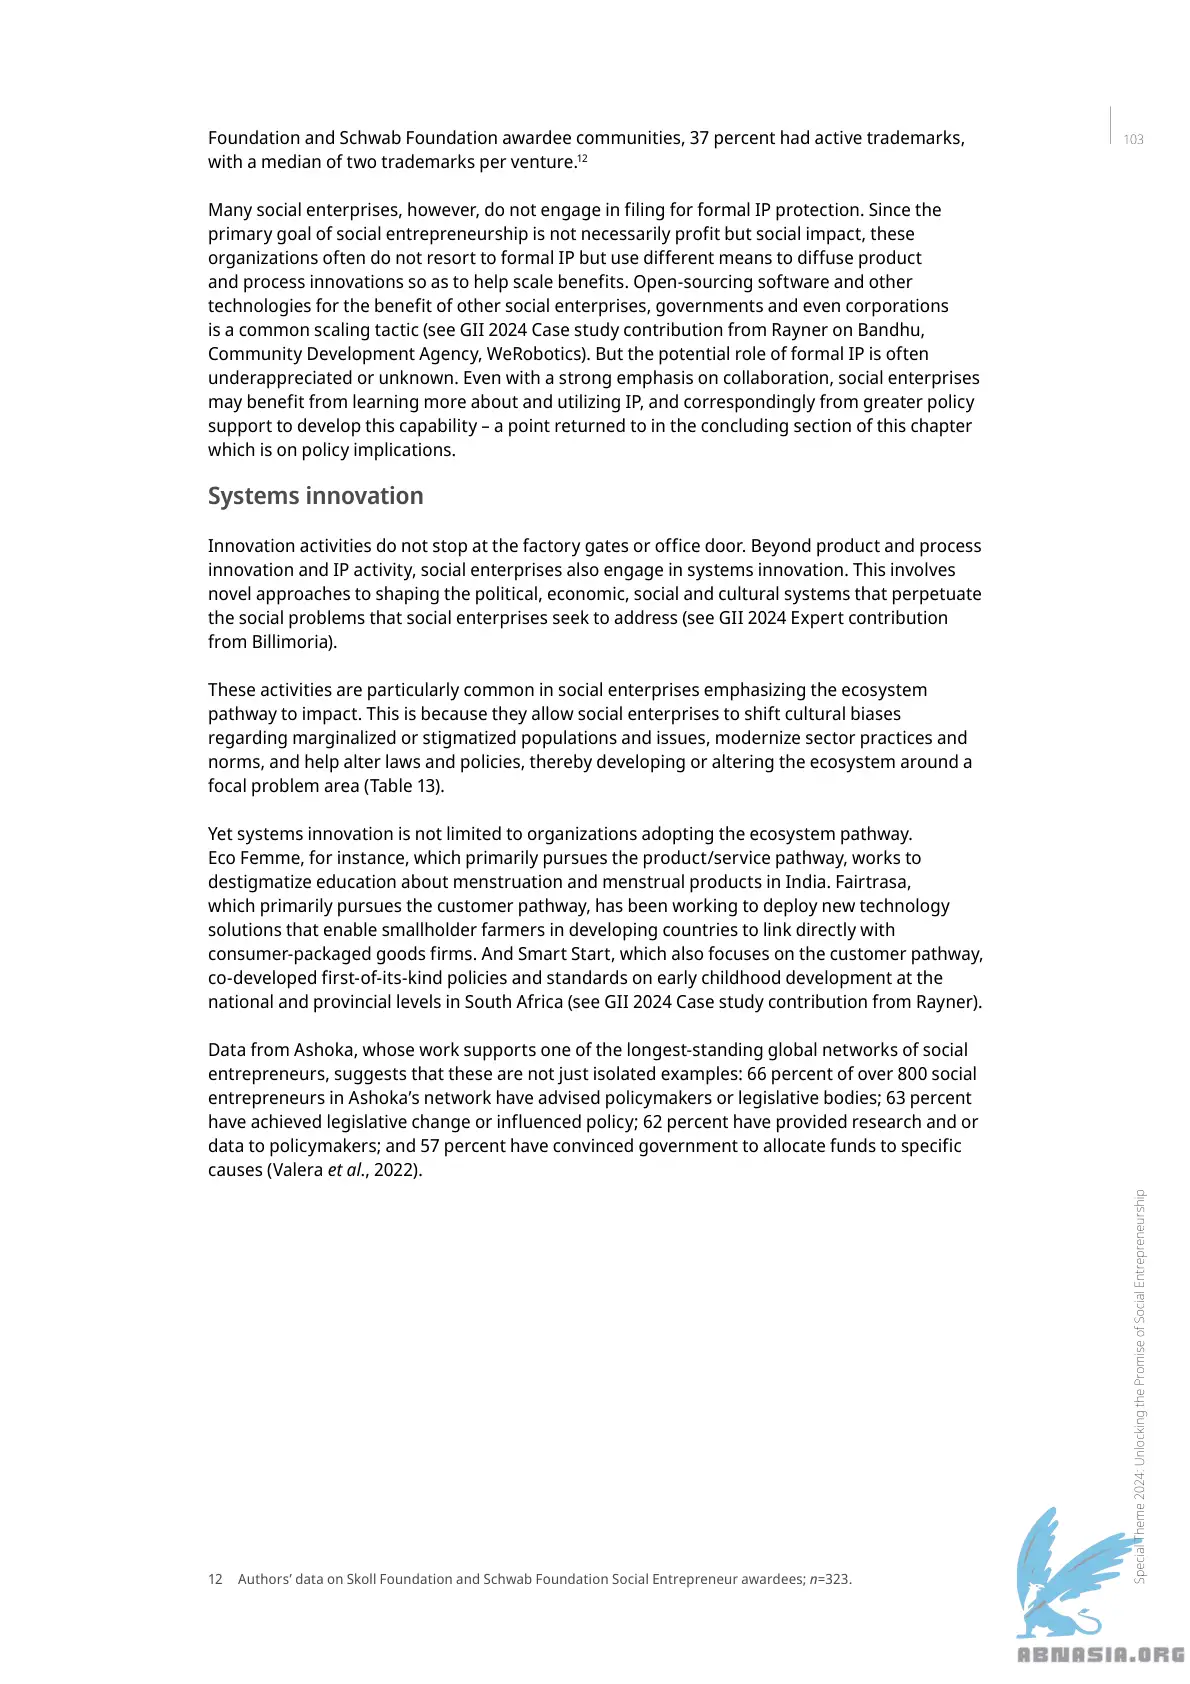 103
Foundation and Schwab Foundation awardee communities, 37 percent had active trademarks,
with a median of two trademarks per venture.12
Many social enterprises, however, do not engage in filing for formal IP protection. Since the
primary goal of social entrepreneurship is not necessarily profit but social impact, these
organizations often do not resort to formal IP but use different means to diffuse product
and process innovations so as to help scale benefits. Open-sourcing software and other
technologies for the benefit of other social enterprises, governments and even corporations
is a common scaling tactic (see GII 2024 Case study contribution from Rayner on Bandhu,
Community Development Agency, WeRobotics). But the potential role of formal IP is often
underappreciated or unknown. Even with a strong emphasis on collaboration, social enterprises
may benefit from learning more about and utilizing IP, and correspondingly from greater policy
support to develop this capability – a point returned to in the concluding section of this chapter
which is on policy implications.
Systems innovation
Innovation activities do not stop at the factory gates or office door. Beyond product and process
innovation and IP activity, social enterprises also engage in systems innovation. This involves
novel approaches to shaping the political, economic, social and cultural systems that perpetuate
the social problems that social enterprises seek to address (see GII 2024 Expert contribution
from Billimoria).
These activities are particularly common in social enterprises emphasizing the ecosystem
pathway to impact. This is because they allow social enterprises to shift cultural biases
regarding marginalized or stigmatized populations and issues, modernize sector practices and
norms, and help alter laws and policies, thereby developing or altering the ecosystem around a
focal problem area (Table 13).
Yet systems innovation is not limited to organizations adopting the ecosystem pathway.
Eco Femme, for instance, which primarily pursues the product/service pathway, works to
destigmatize education about menstruation and menstrual products in India. Fairtrasa,
which primarily pursues the customer pathway, has been working to deploy new technology
solutions that enable smallholder farmers in developing countries to link directly with
consumer-packaged goods firms. And Smart Start, which also focuses on the customer pathway,
co-developed first-of-its-kind policies and standards on early childhood development at the
national and provincial levels in South Africa (see GII 2024 Case study contribution from Rayner).
Data from Ashoka, whose work supports one of the longest-standing global networks of social
entrepreneurs, suggests that these are not just isolated examples: 66 percent of over 800 social
entrepreneurs in Ashoka’s network have advised policymakers or legislative bodies; 63 percent
have achieved legislative change or influenced policy; 62 percent have provided research and or
data to policymakers; and 57 percent have convinced government to allocate funds to specific
causes (Valera et al., 2022).
Special Theme 2024: Unlocking the Promise of Social Entrepreneurship
12 Authors’ data on Skoll Foundation and Schwab Foundation Social Entrepreneur awardees; n=323.
ABNASIA.ORG